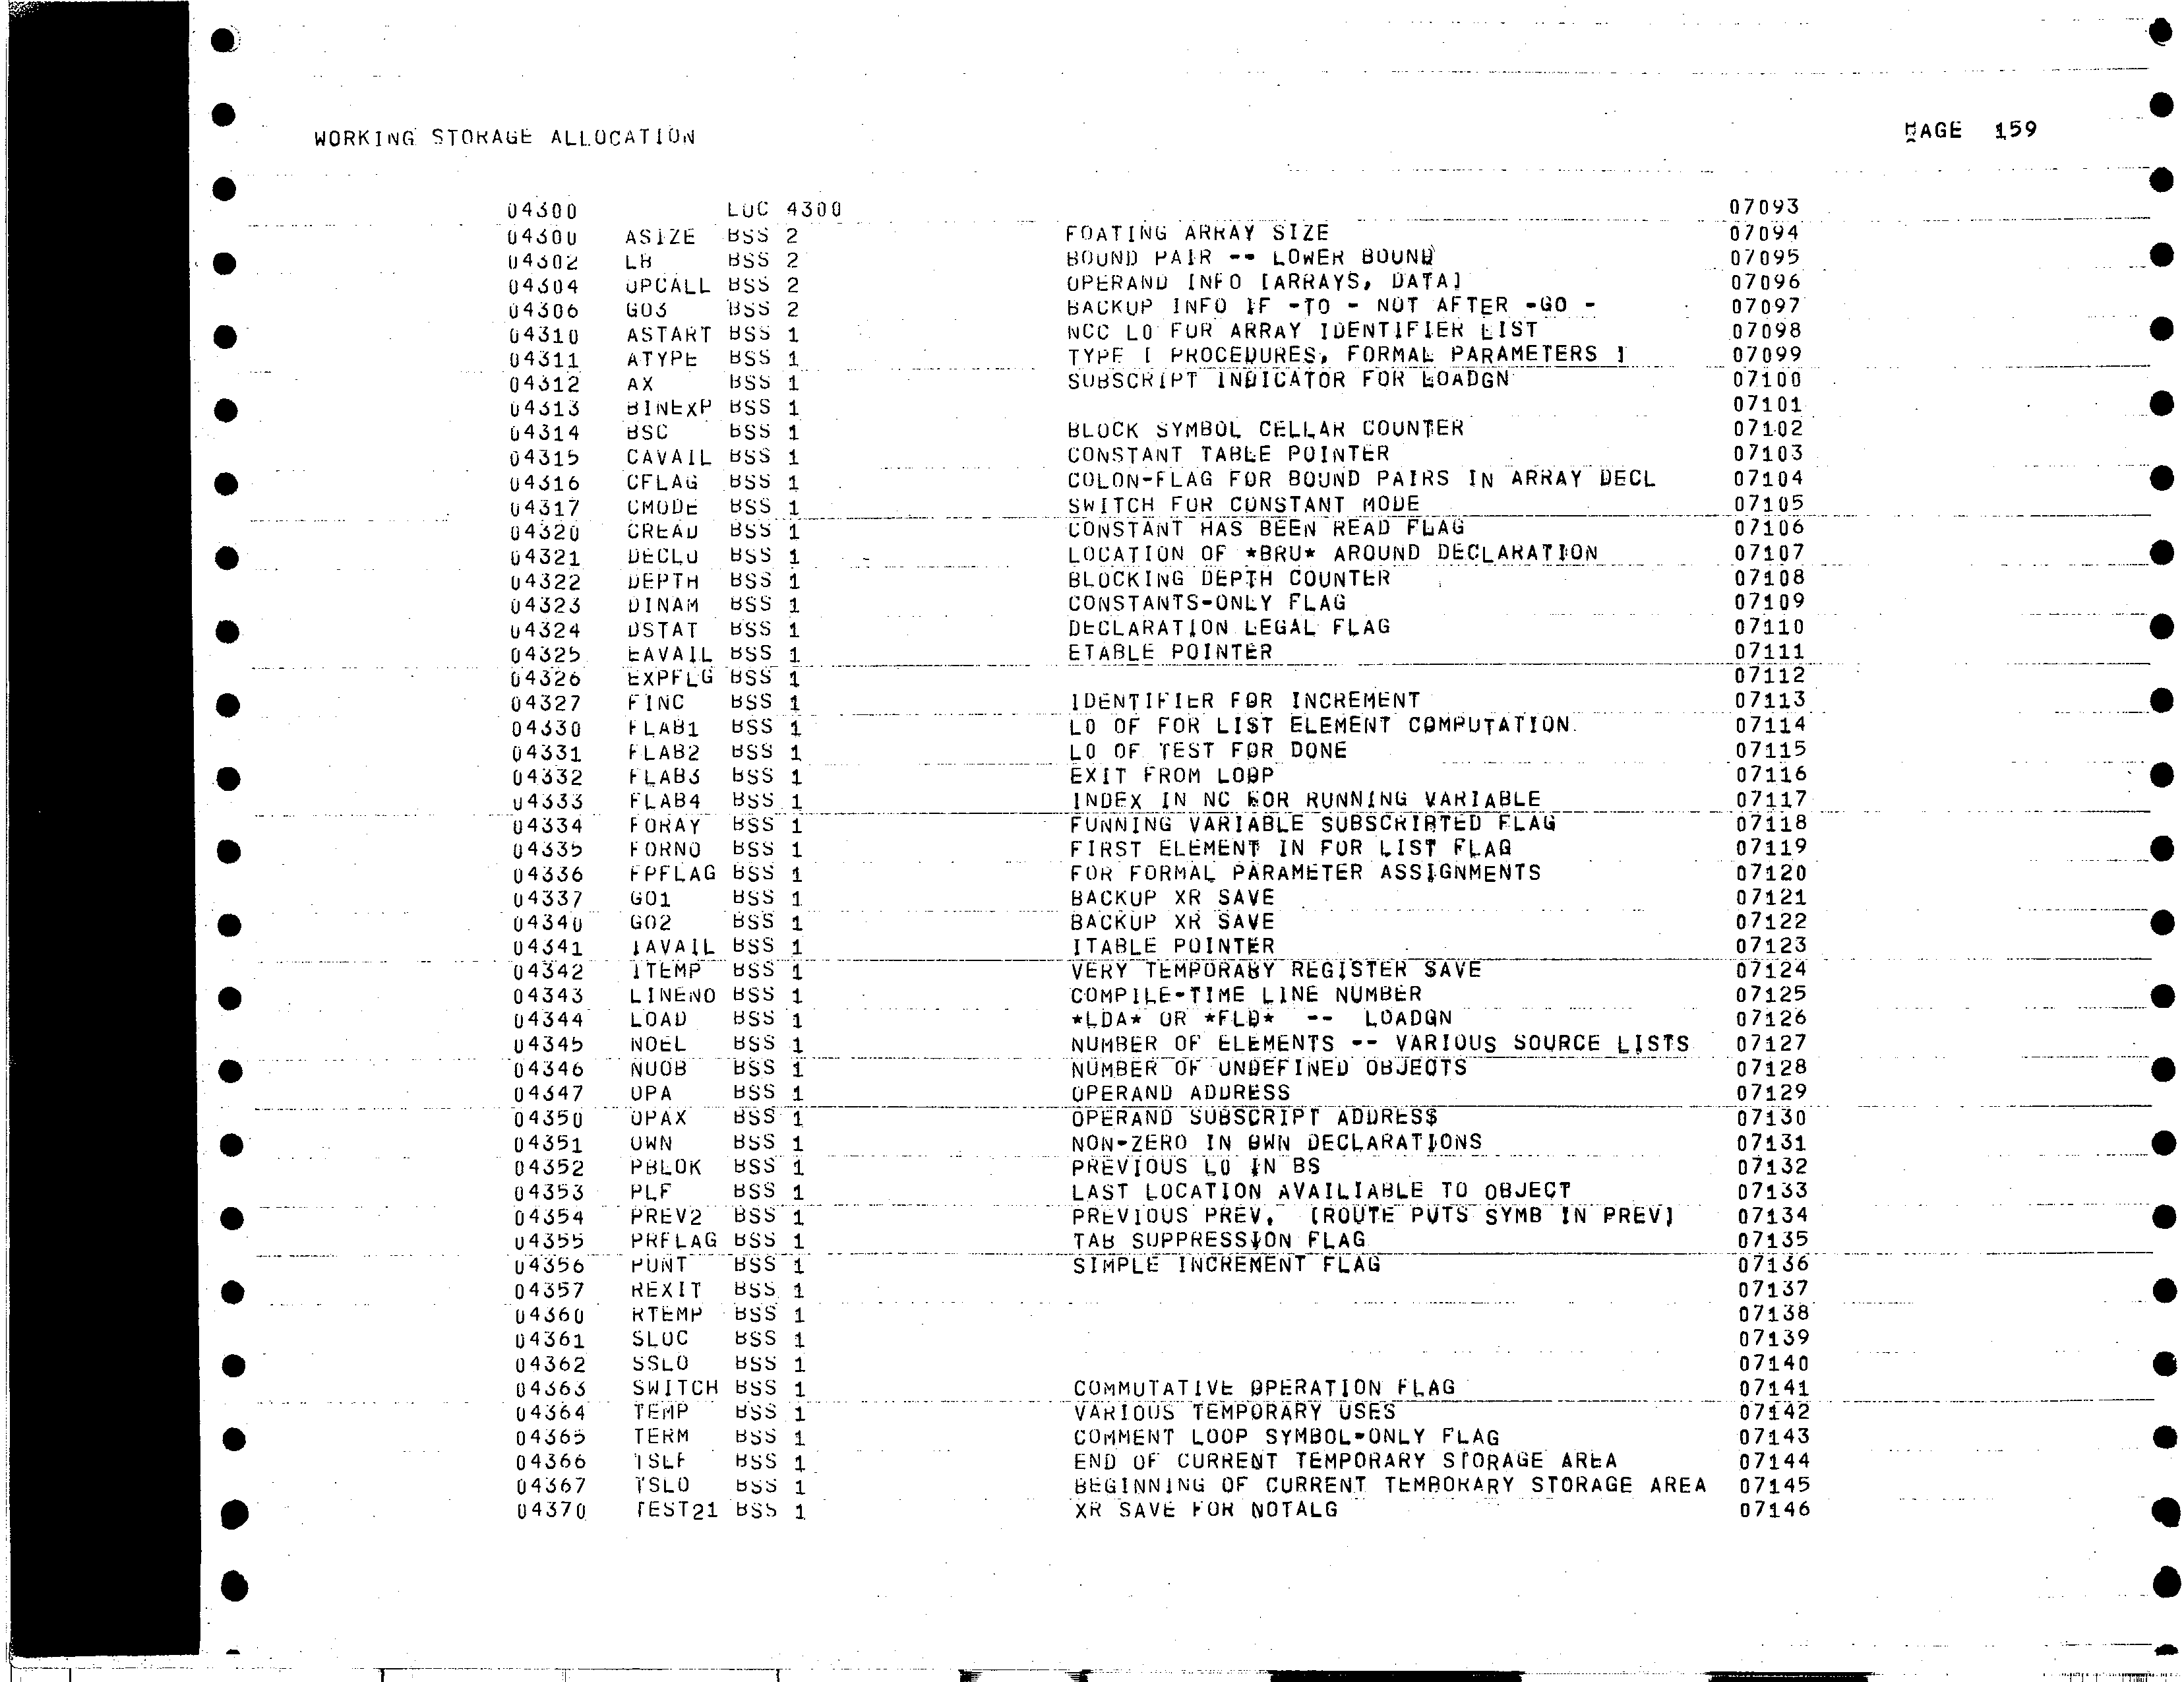 WORKING STORAGE ALLOCATION PAGE 159
04300 LOC 4300 07093
04300 ASIZE BSS 2 FOATING ARRAY SIZE 07094
04302 LB BSS 2 BOUND PAIR -- LOWER BOUND 07095
04304 OPCALL BSS 2 OPERAND INFO [ARRAYS, DATA] 07096
04306 GO3 BSS 2 BACKUP INFO IF -TO - NOT AFTER -GO - 07097
04310 ASTART BSS 1 NCC LO FOR ARRAY IDENTIFIER LIST 07098
04311 ATYPE BSS 1 TYPE [ PROCEDURES, FORMAL PARAMETERS ] 07099
04312 AX BSS 1 SUBSCRIPT INDICATOR FOR LOADGN 07100
04313 BINEXP BSS 1 07101
04314 BSC BSS 1 BLOCK SYMBOL CELLAR COUNTER 07102
04315 CAVAIL BSS 1 CONSTANT TABLE POINTER 07103
04316 CFLAG BSS 1 COLON-FLAG FOR BOUND PAIRS IN ARRAY DECL 07104
04317 CMODE BSS 1 SWITCH FOR CONSTANT MODE 07105
04320 CREAD BSS 1 CONSTANT HAS BEEN READ FLAG 07106
04321 DECLO BSS 1 LOCATION OF *BRU* AROUND DECLARATION 07107
04322 DEPTH BSS 1 BLOCKING DEPTH COUNTER 07108
04323 DINAM BSS 1 CONSTANTS-ONLY FLAG 07109
04324 DSTAT BSS 1 DECLARATION LEGAL FLAG 07110
04325 EAVAIL BSS 1 ETABLE POINTER 07111
04326 EXPFLG BSS 1 07112
04327 FINC BSS 1 IDENTIFIER FOR INCREMENT 07113
04330 FLAB1 BSS 1 LO OF FOR LIST ELEMENT COMPUTATION. 07114
04331 FLAB2 BSS 1 LO OF TEST FOR DONE 07115
04332 FLAB3 BSS 1 EXIT FROM LOOP 07116
04333 FLAB4 BSS 1 INDEX IN NC FOR RUNNING VARIABLE 07117
04334 FORAY BSS 1 FUNNING VARIABLE SUBSCRIPTED FLAG 07118
04335 FORNO BSS 1 FIRST ELEMENT IN FOR LIST FLAG 07119
04336 FPFLAG BSS 1 FOR FORMAL PARAMETER ASSIGNMENTS 07120
04337 GO1 BSS 1 BACKUP XR SAVE 07121
04340 GO2 BSS 1 BACKUP XR SAVE 07122
04341 IAVAIL BSS 1 ITABLE POINTER 07123
04342 ITEMP BSS 1 VERY TEMPORARY REGISTER SAVE 07124
04343 LINENO BSS 1 COMPILE-TIME LINE NUMBER 07125
04344 LOAD BSS 1 *LDA* OR *FLD* -- LOADGN 07126
04345 NOEL BSS 1 NUMBER OF ELEMENTS -- VARIOUS SOURCE LISTS 07127
04346 NUOB BSS 1 NUMBER OF UNDEFINED OBJECTS 07128
04347 OPA BSS 1 OPERAND ADDRESS 07129
04350 OPAX BSS 1 OPERAND SUBSCRIPT ADDRESS 07130
04351 OWN BSS 1 NON-ZERO IN OWN DECLARATIONS 07131
04352 PBLOK BSS 1 PREVIOUS LO IN BS 07132
04353 PLF BSS 1 LAST LOCATION AVAILIABLE TO OBJECT 07133
04354 PREV2 BSS 1 PREVIOUS PREV. [ROUTE PUTS SYMB IN PREV] 07134
04355 PRFLAG BSS 1 TAB SUPPRESSION FLAG 07135
04356 PUNT BSS 1 SIMPLE INCREMENT FLAG 07136
04357 REXIT BSS 1 07137
04360 RTEMP BSS 1 07138
04361 SLOC BSS 1 07139
04362 SSLO BSS 1 07140
04363 SWITCH BSS 1 COMMUTATIVE OPERATION FLAG 07141
04364 TEMP BSS 1 VARIOUS TEMPORARY USES 07142
04365 TERM BSS 1 COMMENT LOOP SYMBOL-ONLY FLAG 07143
04366 TSLF BSS 1 END OF CURRENT TEMPORARY STORAGE AREA 07144
04367 TSLO BSS 1 BEGINNING OF CURRENT TEMPORARY STORAGE AREA 07145
04370 TEST21 BSS 1 XR SAVE FOR NOTALG 07146